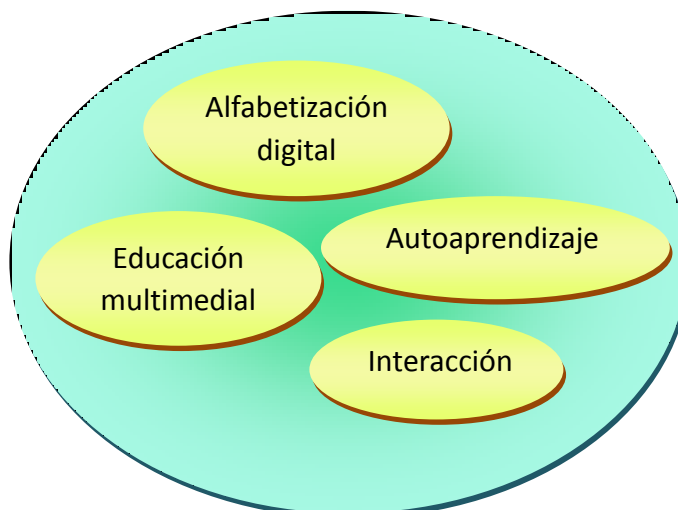 Alfabetización
digital
Autoaprendizaje
Educación
multimedial
Interacción